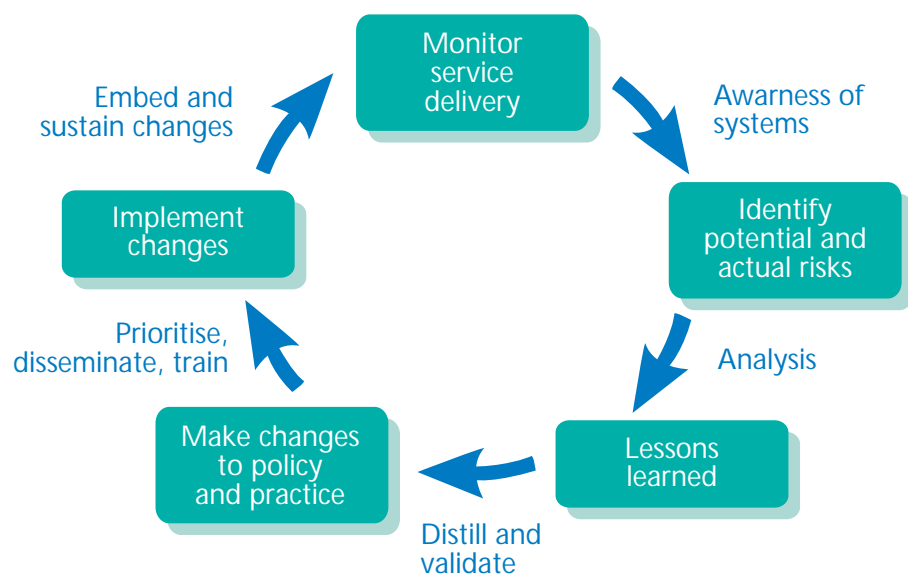 Monitor
service
delivery
Awarness of
systems
Identify
potential and
actual risks
Analysis
Lessons
learned
Distill and
validate
Make changes
to policy
and practice
Prioritise,
disseminate, train
Implement
changes
Embed and
sustain changes